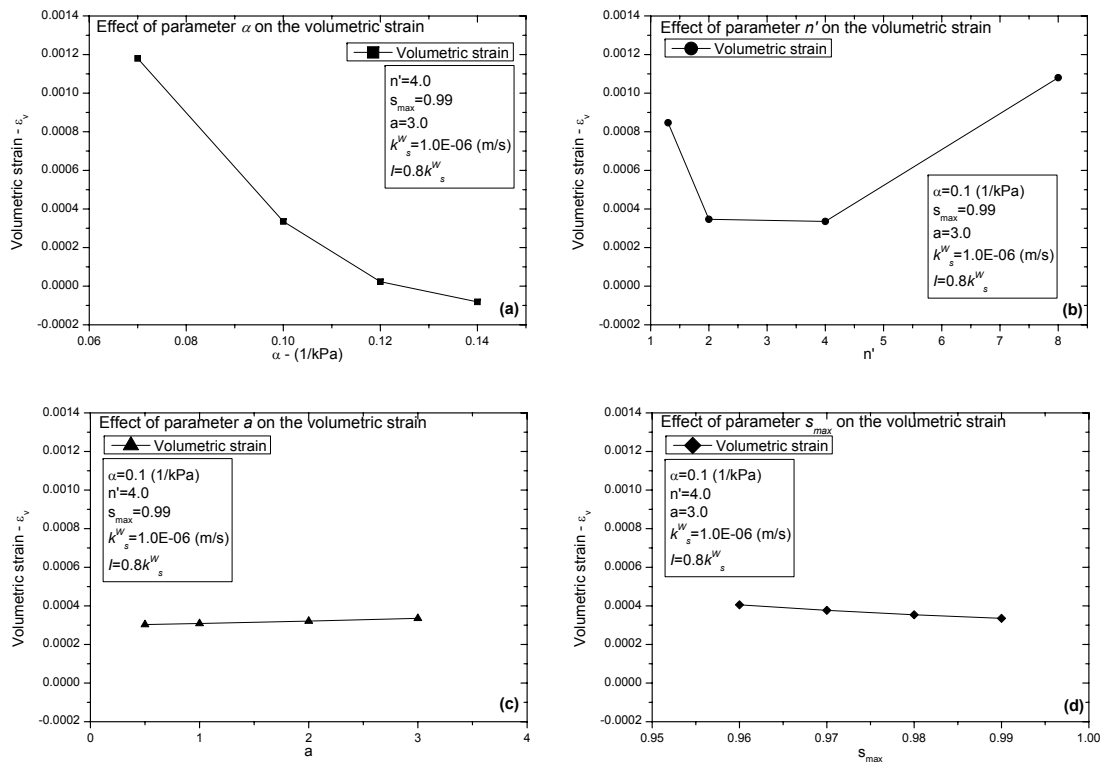 Effect of parameter α on the volumetric strain
Volumetric strain
n'=4.0
s_max=0.99
a=3.0
k^W_s=1.0E-06 (m/s)
I=0.8k^W_s
0.0014
0.0012
0.0010
0.0008
0.0006
0.0004
0.0002
0.0000
-0.0002
Volumetric strain - ε_v
(a)
0.06 0.08 0.10 0.12 0.14
α - (1/kPa)
Effect of parameter n' on the volumetric strain
Volumetric strain
α=0.1 (1/kPa)
s_max=0.99
a=3.0
k^W_s=1.0E-06 (m/s)
I=0.8k^W_s
0.0014
0.0012
0.0010
0.0008
0.0006
0.0004
0.0002
0.0000
-0.0002
Volumetric strain - ε_v
(b)
1 2 3 4 5 6 7 8
n'
Effect of parameter a on the volumetric strain
Volumetric strain
α=0.1 (1/kPa)
n'=4.0
s_max=0.99
k^W_s=1.0E-06 (m/s)
I=0.8k^W_s
0.0014
0.0012
0.0010
0.0008
0.0006
0.0004
0.0002
0.0000
-0.0002
Volumetric strain - ε_v
(c)
0 1 2 3 4
a
Effect of parameter s_max on the volumetric strain
Volumetric strain
α=0.1 (1/kPa)
n'=4.0
a=3.0
k^W_s=1.0E-06 (m/s)
I=0.8k^W_s
0.0014
0.0012
0.0010
0.0008
0.0006
0.0004
0.0002
0.0000
-0.0002
Volumetric strain - ε_v
(d)
0.95 0.96 0.97 0.98 0.99 1.00
s_max